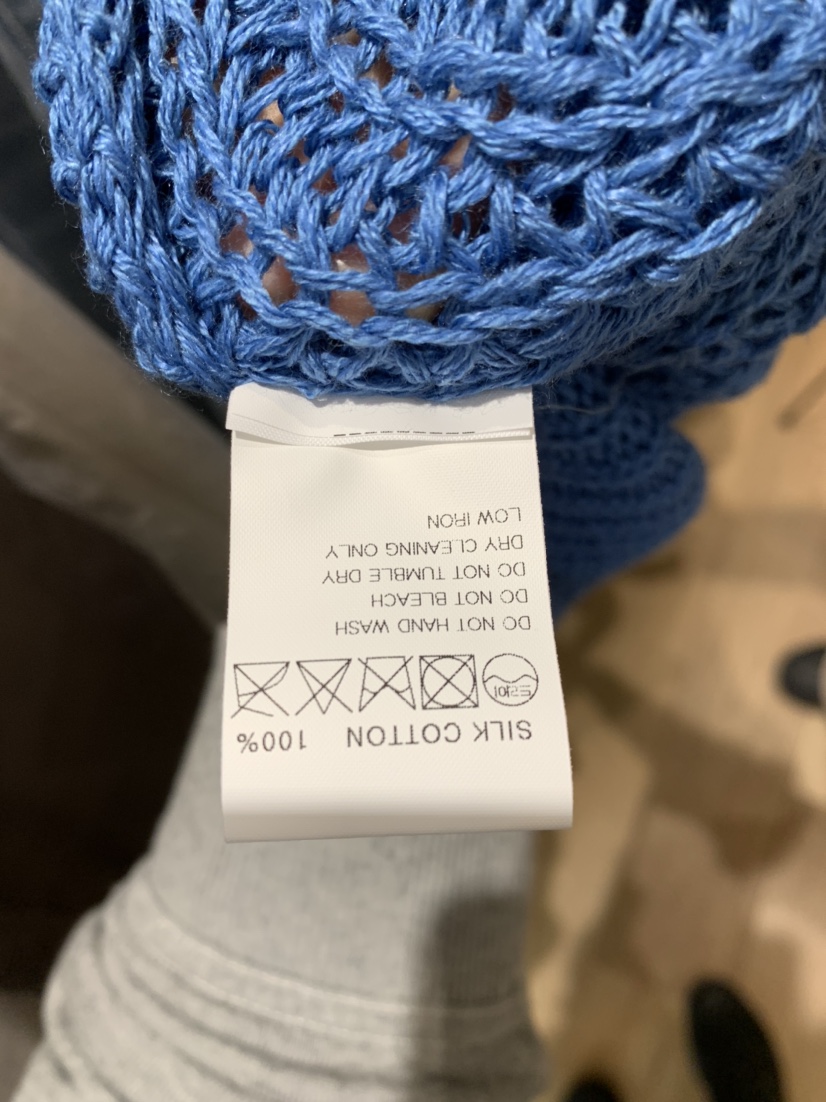 SILK COTTON 100%
DO NOT HAND WASH
DO NOT BLEACH
DO NOT TUMBLE DRY
DRY CLEANING ONLY
LOW IRON